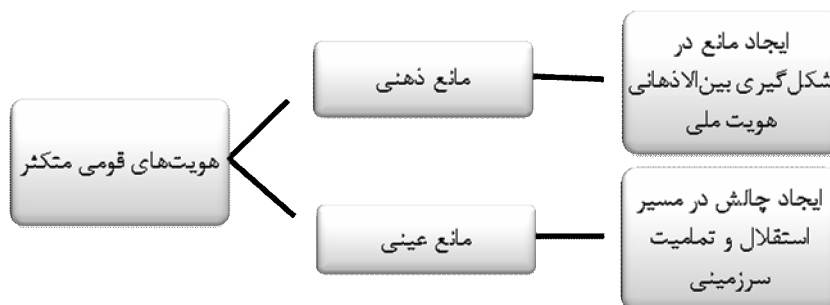 ایجاد مانع در
شکل‌گیری بین‌الاذهانی
هویت ملی
مانع ذهنی
هویت‌های قومی متکثر
ایجاد چالش در مسیر
استقلال و تمامیت
سرزمینی
مانع عینی